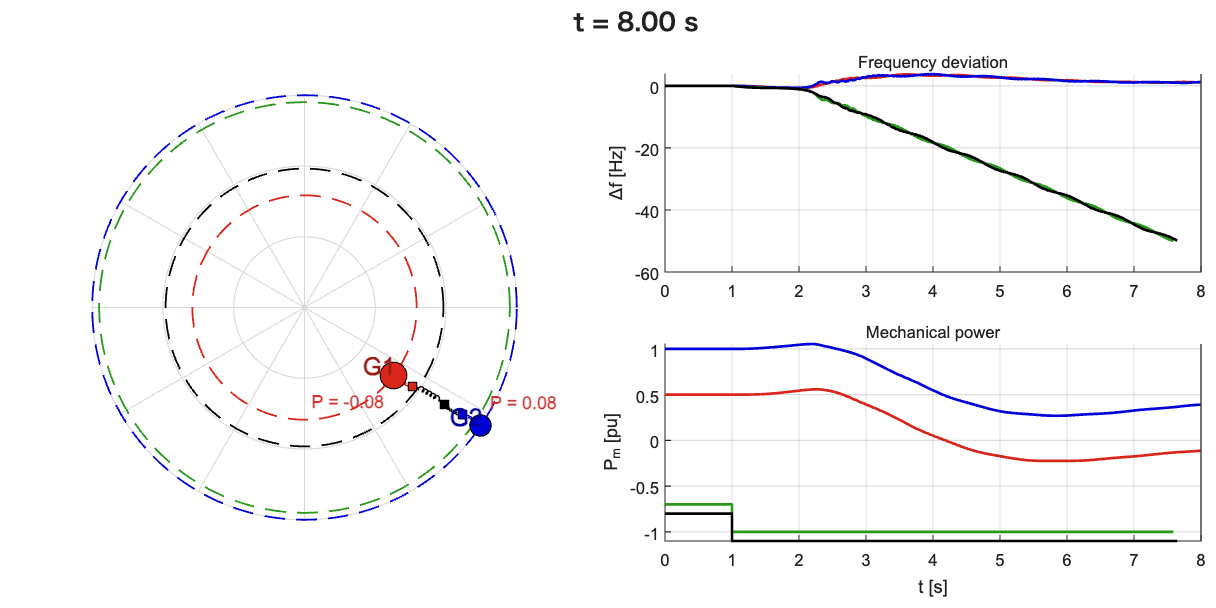 t = 8.00 s
G1
P = -0.08
G2
P = 0.08
Frequency deviation
Δf [Hz]
0
-20
-40
-60
0 1 2 3 4 5 6 7 8
Mechanical power
Pₘ [pu]
1
0.5
0
-0.5
-1
0 1 2 3 4 5 6 7 8
t [s]